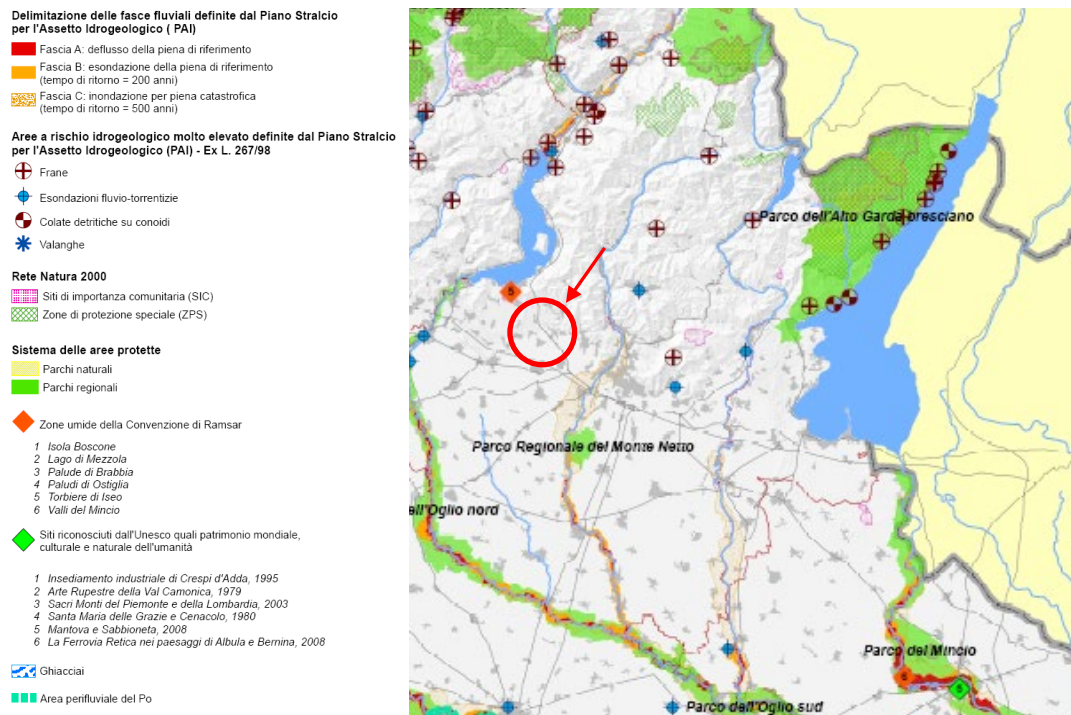 Delimitazione delle fasce fluviali definite dal Piano Stralcio
per l'Assetto Idrogeologico ( PAI)
Fascia A: deflusso della piena di riferimento
Fascia B: esondazione della piena di riferimento
(tempo di ritorno = 200 anni)
Fascia C: inondazione per piena catastrofica
(tempo di ritorno = 500 anni)
Aree a rischio idrogeologico molto elevato definite dal Piano Stralcio
per l'Assetto Idrogeologico (PAI) - Ex L. 267/98
Frane
Esondazioni fluvio-torrentizie
Colate detritiche su conoidi
Valanghe
Rete Natura 2000
Siti di importanza comunitaria (SIC)
Zone di protezione speciale (ZPS)
Sistema delle aree protette
Parchi naturali
Parchi regionali
Zone umide della Convenzione di Ramsar
1 Isola Boscone
2 Lago di Mezzola
3 Palude di Brabbia
4 Paludi di Ostiglia
5 Torbiere di Iseo
6 Valli del Mincio
Siti riconosciuti dall'Unesco quali patrimonio mondiale,
culturale e naturale dell'umanità
1 Insediamento industriale di Crespi d'Adda, 1995
2 Arte Rupestre della Val Camonica, 1979
3 Sacri Monti del Piemonte e della Lombardia, 2003
4 Santa Maria delle Grazie e Cenacolo, 1980
5 Mantova e Sabbioneta, 2008
6 La Ferrovia Retica nei paesaggi di Albula e Bernina, 2008
Ghiacciai
Area perifluviale del Po
Parco dell'Alto Garda bresciano
5
Parco Regionale del Monte Netto
ell'Oglio nord
Parco del Mincio
6
5
Parco dell'Oglio sud